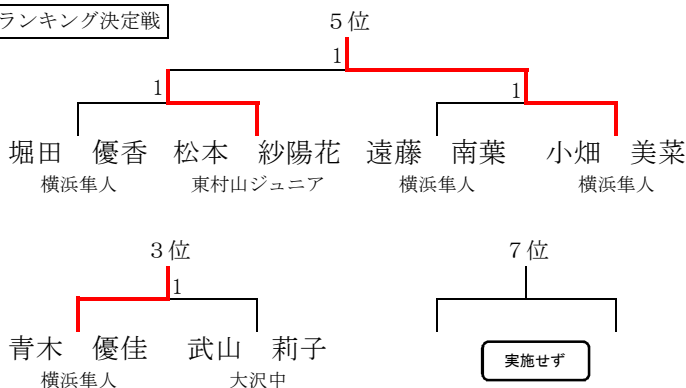 ランキング決定戦
5位
1
1
1
堀田 優香 松本 紗陽花 遠藤 南葉 小畑 美菜
横浜隼人 東村山ジュニア 横浜隼人 横浜隼人
3位 7位
1
青木 優佳 武山 莉子 実施せず
横浜隼人 大沢中